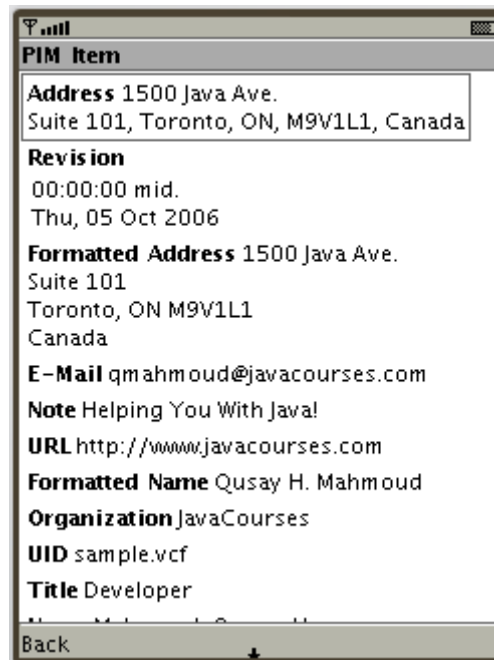 PIM Item
Address 1500 Java Ave.
Suite 101, Toronto, ON, M9V1L1, Canada
Revision
00:00:00 mid.
Thu, 05 Oct 2006
Formatted Address 1500 Java Ave.
Suite 101
Toronto, ON M9V1L1
Canada
E-Mail qmahmoud@javacourses.com
Note Helping You With Java!
URL http://www.javacourses.com
Formatted Name Qusay H. Mahmoud
Organization JavaCourses
UID sample.vcf
Title Developer
Back